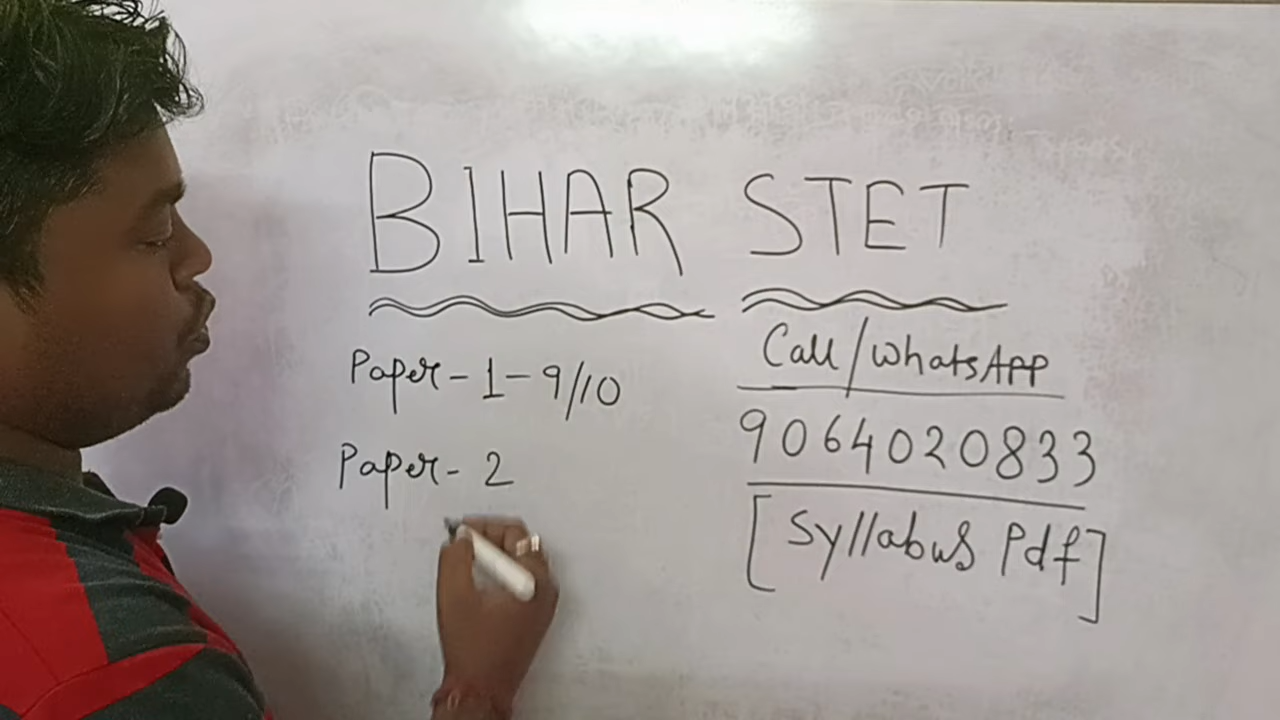 BIHAR STET
Paper - 1 - 9/10
Paper - 2
Call/WhatsApp
9064020833
[Syllabus Pdf]